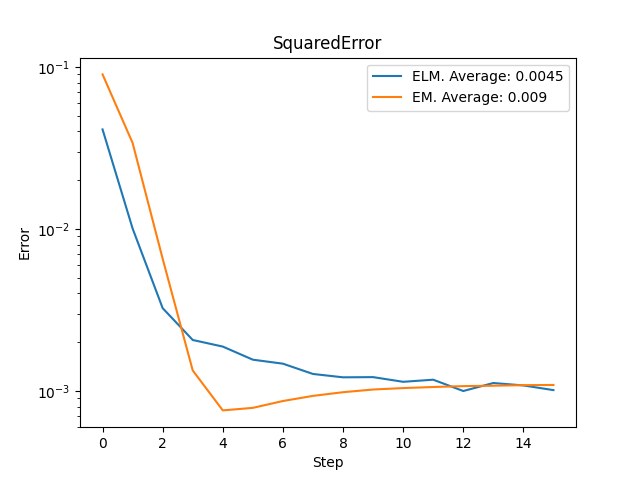 SquaredError
ELM. Average: 0.0045
EM. Average: 0.009
Error
10⁻¹
10⁻²
10⁻³
0 2 4 6 8 10 12 14
Step